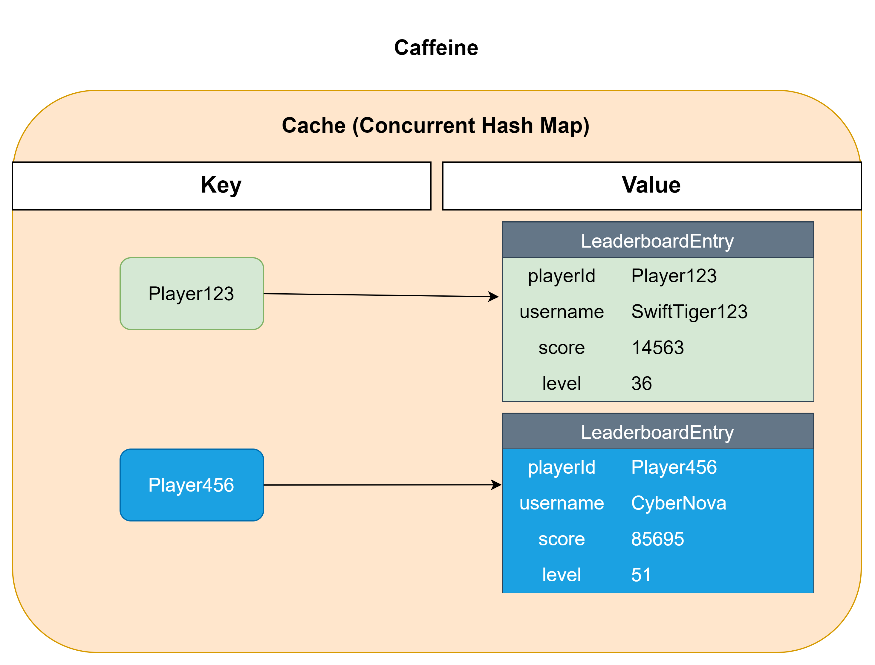 Caffeine
Cache (Concurrent Hash Map)
Key Value
LeaderboardEntry
Player123
playerId Player123
username SwiftTiger123
score 14563
level 36
LeaderboardEntry
Player456
playerId Player456
username CyberNova
score 85695
level 51